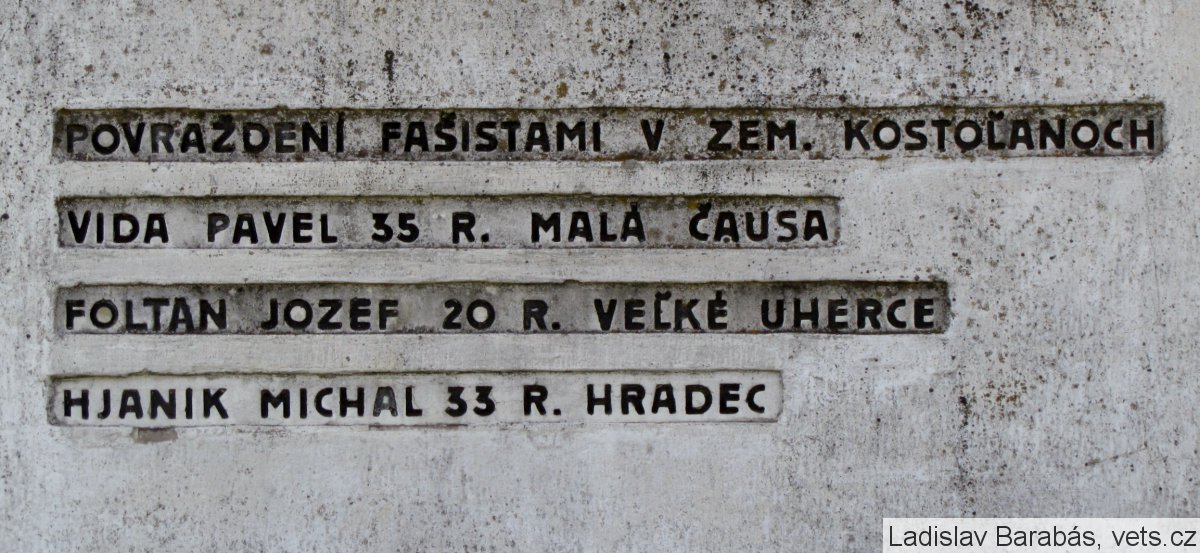 POVRAŽDENÍ FAŠISTAMI V ZEM. KOSTOĽANOCH
VIDA PAVEL 35 R. MALÁ ČAUSA
FOLTAN JOZEF 20 R. VEĽKÉ UHERCE
HJANIK MICHAL 33 R. HRADEC
Ladislav Barabás, vets.cz